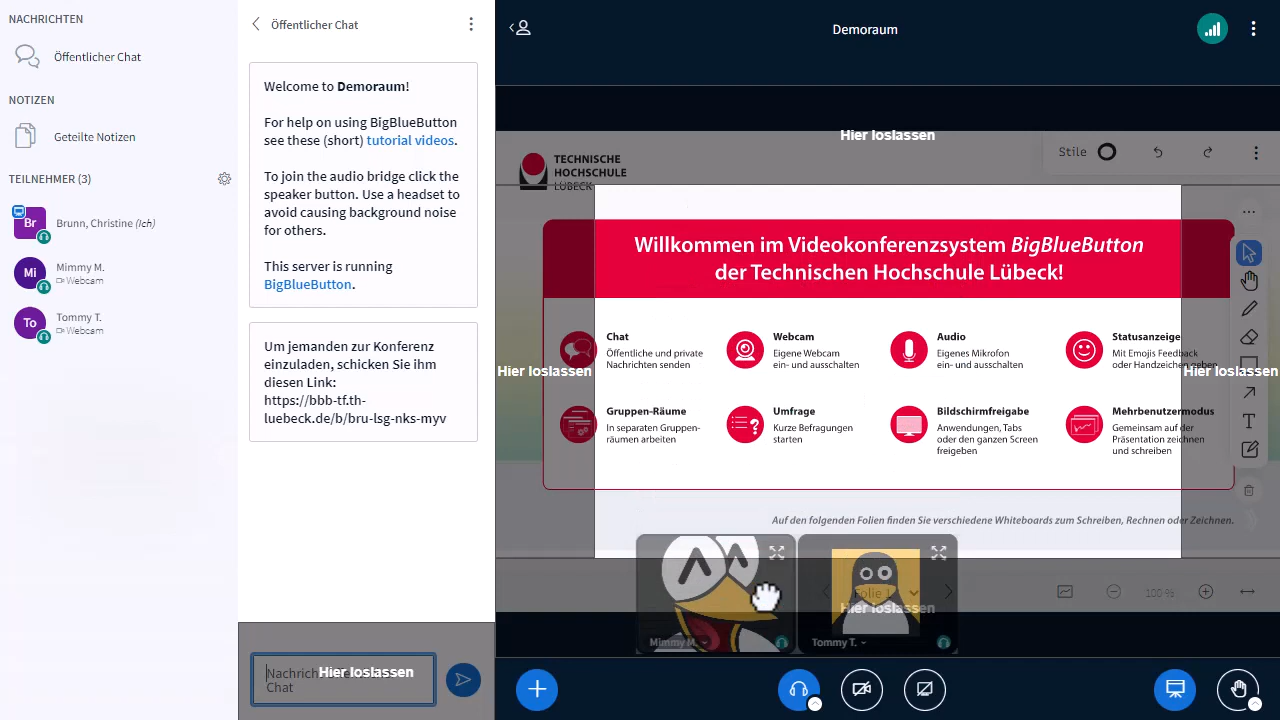 NACHRICHTEN
Öffentlicher Chat
NOTIZEN
Geteilte Notizen
TEILNEHMER (3)
Br
Brunn, Christine (Ich)
Mi
Mimmy M.
Webcam
To
Tommy T.
Webcam
Öffentlicher Chat
Welcome to Demoraum!
For help on using BigBlueButton
see these (short) tutorial videos.
To join the audio bridge click the
speaker button. Use a headset to
avoid causing background noise
for others.
This server is running
BigBlueButton.
Um jemanden zur Konferenz
einzuladen, schicken Sie ihm
diesen Link:
https://bbb-tf.th-
luebeck.de/b/bru-lsg-nks-myv
Hier loslassen
Chat
Demoraum
Hier loslassen
Stile
TECHNISCHE
HOCHSCHULE
LÜBECK
Willkommen im Videokonferenzsystem BigBlueButton
der Technischen Hochschule Lübeck!
Chat
Öffentliche und private
Nachrichten senden
Webcam
Eigene Webcam
ein- und ausschalten
Audio
Eigenes Mikrofon
ein- und ausschalten
Statusanzeige
Mit Emojis Feedback
oder Handzeichen geben
Hier loslassen
Hier loslassen
Gruppen-Räume
In separaten Gruppen-
räumen arbeiten
Umfrage
Kurze Befragungen
starten
Bildschirmfreigabe
Anwendungen, Tabs
oder den ganzen Screen
freigeben
Mehrbenutzermodus
Gemeinsam auf der
Präsentation zeichnen
und schreiben
Auf den folgenden Folien finden Sie verschiedene Whiteboards zum Schreiben, Rechnen oder Zeichnen.
Folie 1
100 %
Hier loslassen
Mimmy M.
Tommy T.